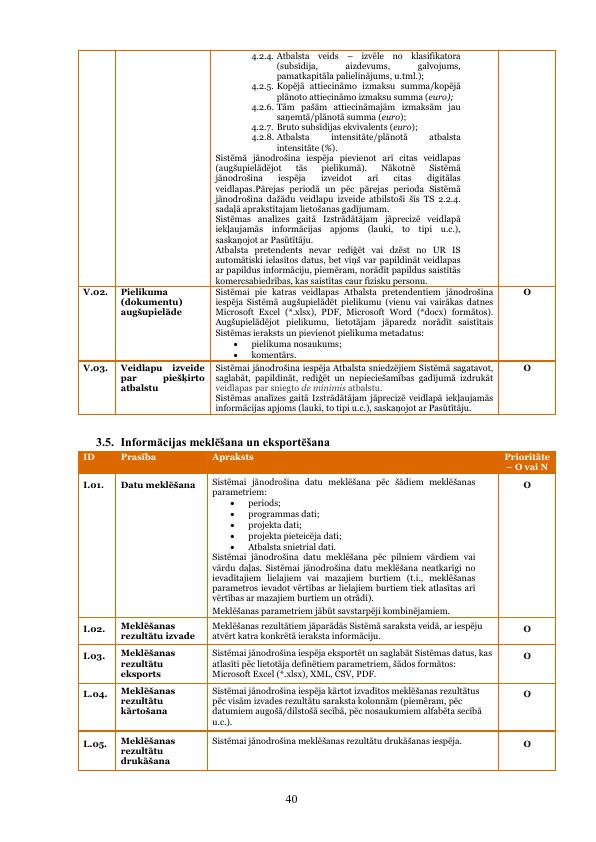 4.2.4. Atbalsta veids – izvēle no klasifikatora
(subsīdija, aizdevums, galvojums,
pamatkapitāla palielinājums, u.tml.);
4.2.5. Kopējā attiecināmo izmaksu summa/kopējā
plānoto attiecināmo izmaksu summa (euro);
4.2.6. Tām pašām attiecināmajām izmaksām jau
saņemtā/plānotā summa (euro);
4.2.7. Bruto subsīdijas ekvivalents (euro);
4.2.8. Atbalsta intensitāte/plānotā atbalsta
intensitāte (%).
Sistēmā jānodrošina iespēja pievienot arī citas veidlapas
(augšupielādējot tās pielikumā). Nākotnē Sistēmā
jānodrošina iespēja izveidot arī citas digitālas
veidlapas.Pārejas periodā un pēc pārejas perioda Sistēmā
jānodrošina dažādu veidlapu izveide atbilstoši šīs TS 2.2.4.
sadaļā aprakstītajam lietošanas gadījumam.
Sistēmas analīzes gaitā Izstrādātājam jāprecizē veidlapā
iekļaujamās informācijas apjoms (lauki, to tipi u.c.),
saskaņojot ar Pasūtītāju.
Atbalsta pretendents nevar rediģēt vai dzēst no UR IS
automātiski ielasītos datus, bet viņš var papildināt veidlapas
ar papildus informāciju, piemēram, norādīt papildus saistītās
komercsabiedrības, kas saistītas caur fizisku personu.
V.02. Pielikuma (dokumentu) augšupielāde
Sistēmai pie katras veidlapas Atbalsta pretendentiem jānodrošina
iespēja Sistēmā augšupielādēt pielikumu (vienu vai vairākas datnes
Microsoft Excel (*.xlsx), PDF, Microsoft Word (*docx) formātos).
Augšupielādējot pielikumu, lietotājam jāparedz norādīt saistītais
Sistēmas ieraksts un pievienot pielikuma metadatus:
• pielikuma nosaukums;
• komentārs.
O
V.03. Veidlapu izveide par piešķirto atbalstu
Sistēmai jānodrošina iespēja Atbalsta sniedzējiem Sistēmā sagatavot,
saglabāt, papildināt, rediģēt un nepieciešamības gadījumā izdrukāt
veidlapas par sniegto de minimis atbalstu.
Sistēmas analīzes gaitā Izstrādātājam jāprecizē veidlapā iekļaujamās
informācijas apjoms (lauki, to tipi u.c.), saskaņojot ar Pasūtītāju.
O
3.5. Informācijas meklēšana un eksportēšana
ID Prasība Apraksts Prioritāte – O vai N
I.01. Datu meklēšana
Sistēmai jānodrošina datu meklēšana pēc šādiem meklēšanas
parametriem:
• periods;
• programmas dati;
• projekta dati;
• projekta pieteicēja dati;
• Atbalsta snietrial dati.
Sistēmai jānodrošina datu meklēšana pēc pilniem vārdiem vai
vārdu daļas. Sistēmai jānodrošina datu meklēšana neatkarīgi no
ievadītajiem lielajiem vai mazajiem burtiem (t.i., meklēšanas
parametros ievadot vērtības ar lielajiem burtiem tiek atlasītas arī
vērtības ar mazajiem burtiem un otrādi).
Meklēšanas parametriem jābūt savstarpēji kombinējamiem.
O
I.02. Meklēšanas rezultātu izvade
Meklēšanas rezultātiem jāparādās Sistēmā saraksta veidā, ar iespēju
atvērt katra konkrētā ieraksta informāciju.
O
I.03. Meklēšanas rezultātu eksports
Sistēmai jānodrošina iespēja eksportēt un saglabāt Sistēmas datus, kas
atlasīti pēc lietotāja definētiem parametriem, šādos formātos:
Microsoft Excel (*.xlsx), XML, CSV, PDF.
O
L.04. Meklēšanas rezultātu kārtošana
Sistēmai jānodrošina iespēja kārtot izvadītos meklēšanas rezultātus
pēc visām izvades rezultātu saraksta kolonnām (piemēram, pēc
datumiem augošā/dilstošā secībā, pēc nosaukumiem alfabēta secībā
u.c.).
O
L.05. Meklēšanas rezultātu drukāšana
Sistēmai jānodrošina meklēšanas rezultātu drukāšanas iespēja.
O
40